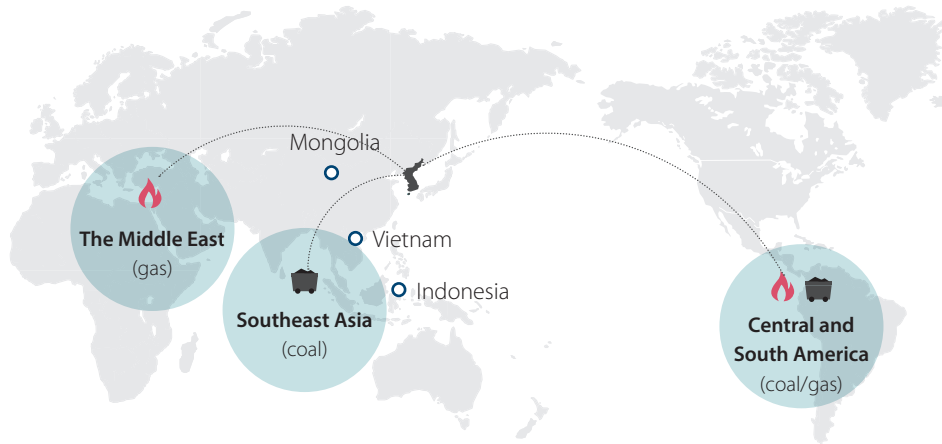 Mongolia
The Middle East
(gas)
Vietnam
Indonesia
Southeast Asia
(coal)
Central and
South America
(coal/gas)